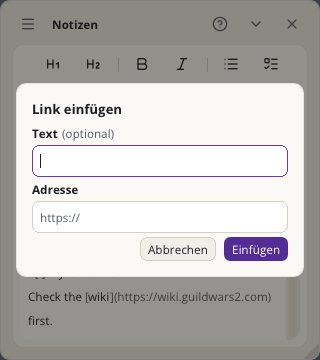 Notizen
H1 H2 B I
Link einfügen
Text (optional)
Adresse
https://
Abbrechen Einfügen
Check the [wiki](https://wiki.guildwars2.com)
first.